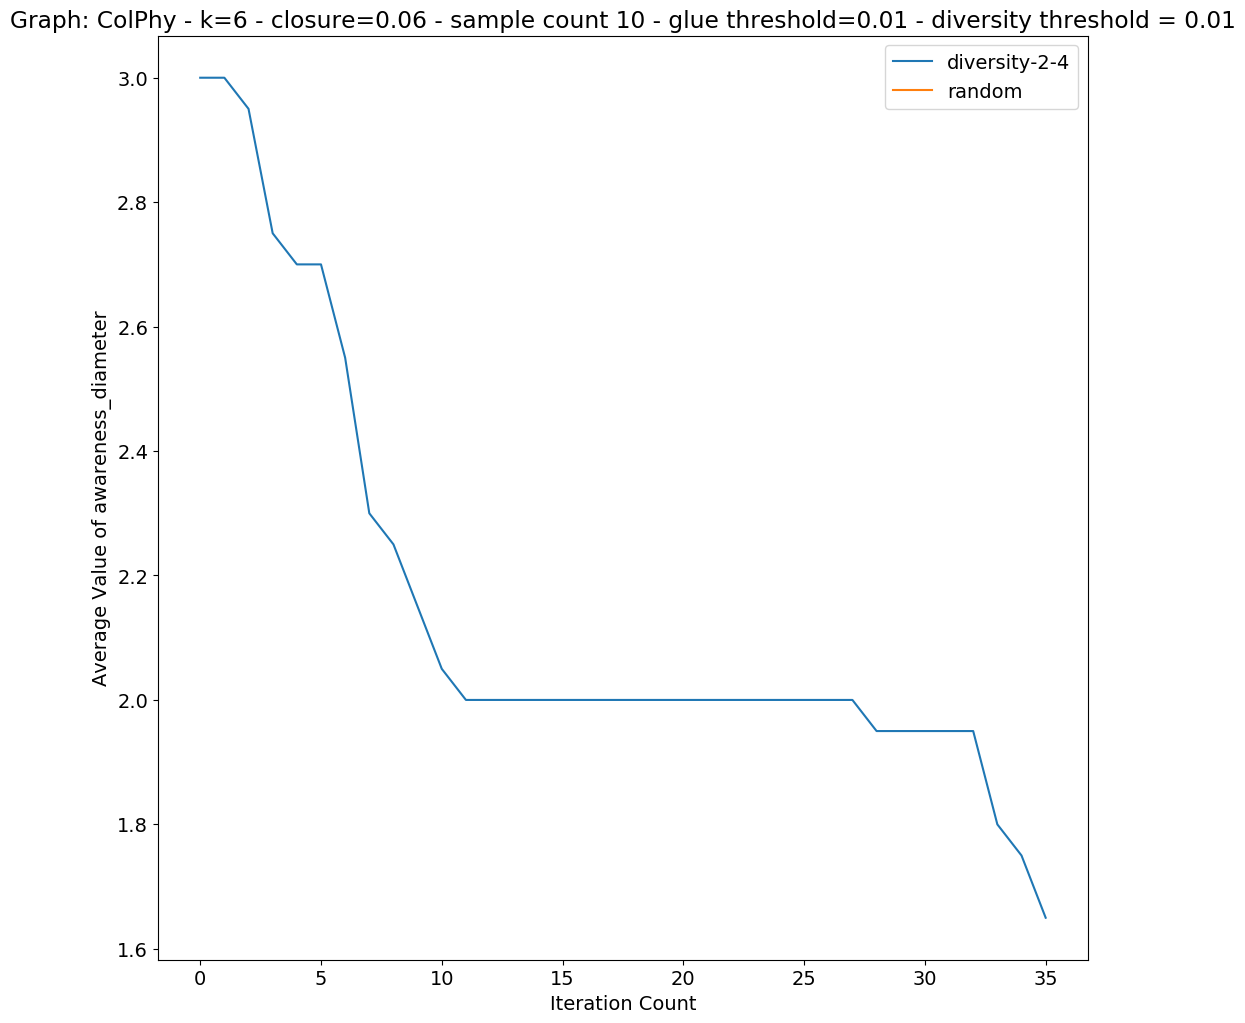 Graph: ColPhy - k=6 - closure=0.06 - sample count 10 - glue threshold=0.01 - diversity threshold = 0.01
diversity-2-4
random
3.0
2.8
2.6
2.4
2.2
2.0
1.8
1.6
Average Value of awareness_diameter
0 5 10 15 20 25 30 35
Iteration Count